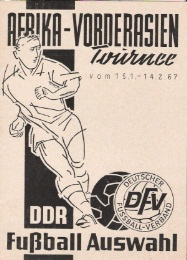 AFRIKA-VORDERASIEN
Tournee
vom 15.1.-14.2.67
DEUTSCHER
DFV
FUSSBALL-VERBAND
DDR
Fußball Auswahl